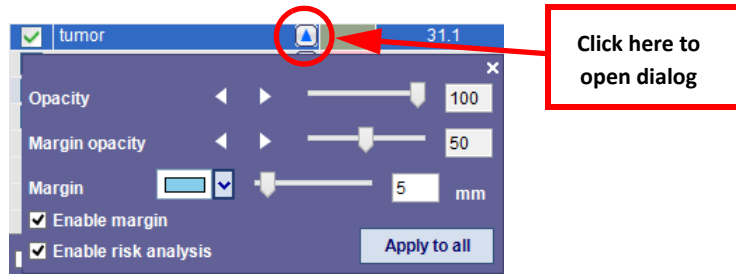 tumor 31.1
Click here to
open dialog
Opacity 100
Margin opacity 50
Margin 5 mm
Enable margin
Enable risk analysis
Apply to all